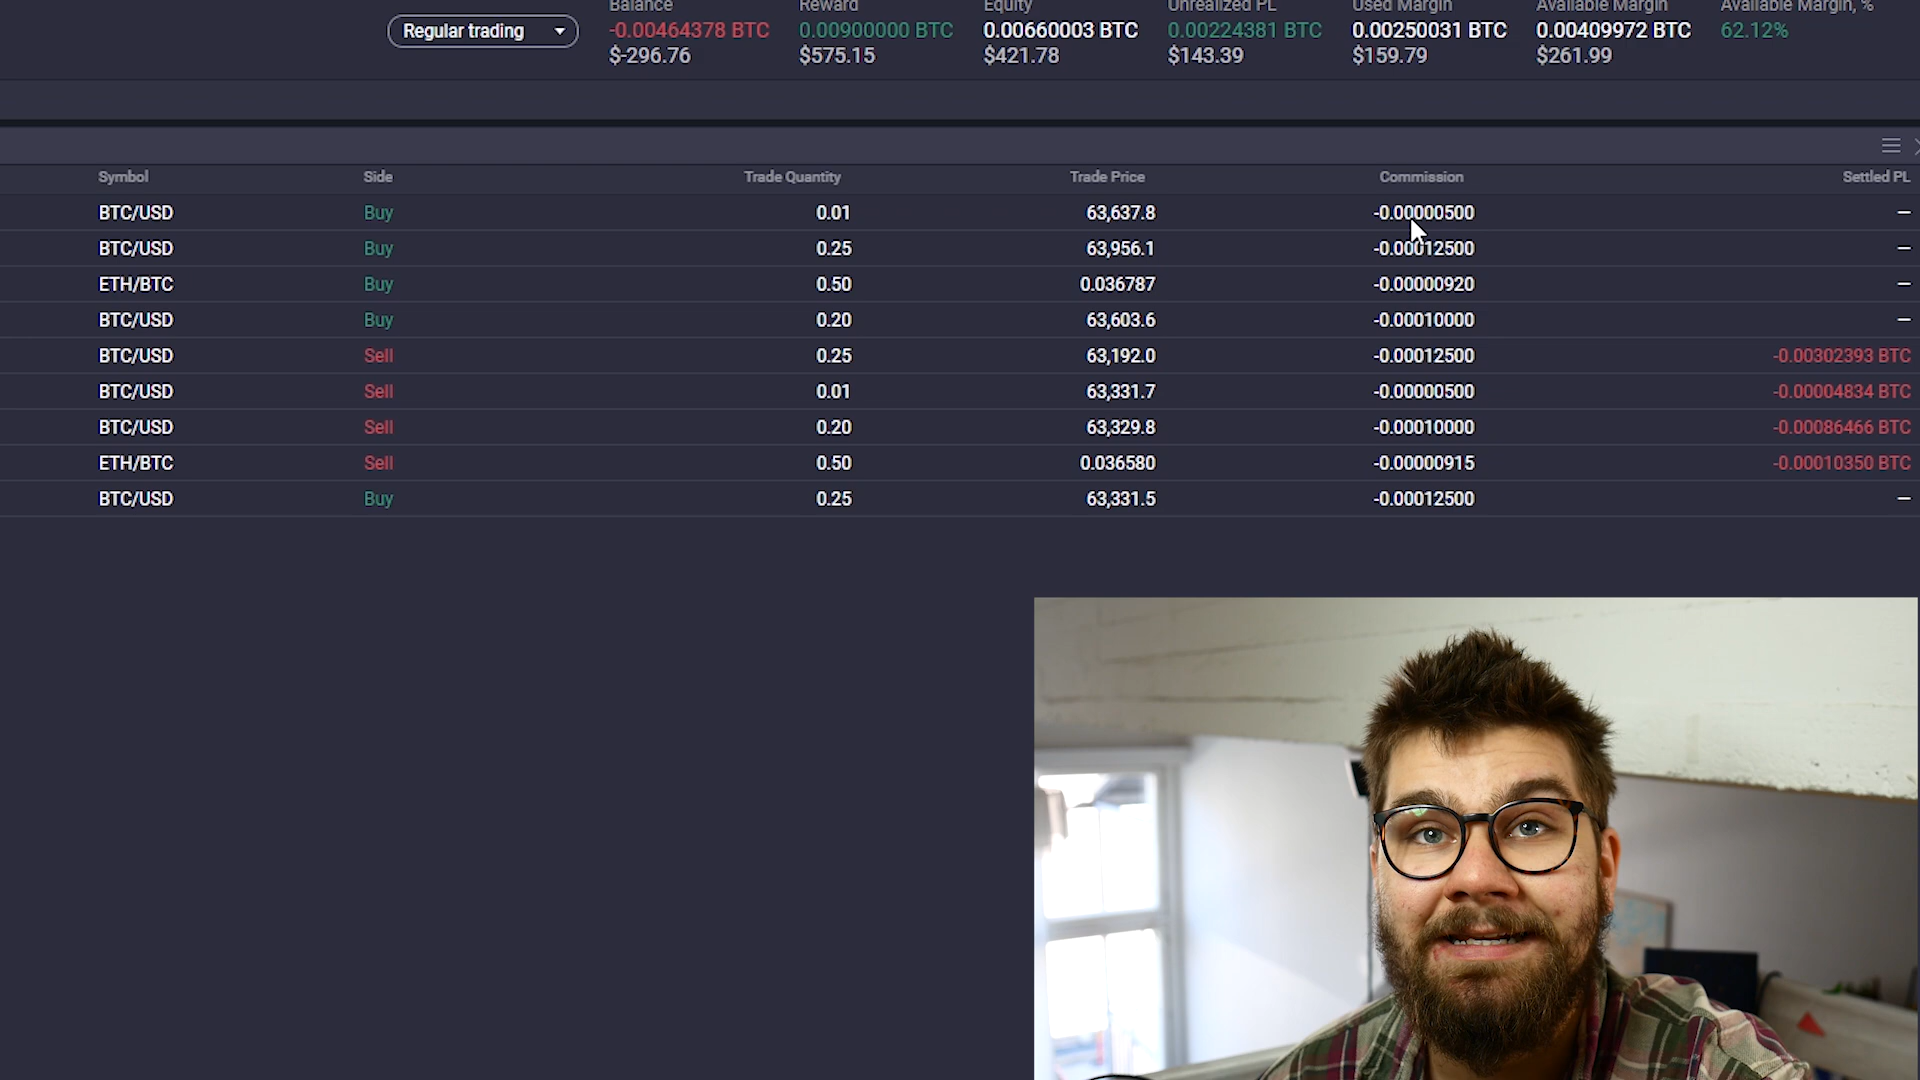 Balance Reward Equity Unrealized PL Used Margin Available Margin Available Margin, %
Regular trading -0.00464378 BTC 0.00900000 BTC 0.00660003 BTC 0.00224381 BTC 0.00250031 BTC 0.00409972 BTC 62.12%
$-296.76 $575.15 $421.78 $143.39 $159.79 $261.99
Symbol Side Trade Quantity Trade Price Commission Settled PL
BTC/USD Buy 0.01 63,637.8 -0.00000500 —
BTC/USD Buy 0.25 63,956.1 -0.00012500 —
ETH/BTC Buy 0.50 0.036787 -0.00000920 —
BTC/USD Buy 0.20 63,603.6 -0.00010000 —
BTC/USD Sell 0.25 63,192.0 -0.00012500 -0.00302393 BTC
BTC/USD Sell 0.01 63,331.7 -0.00000500 -0.00004834 BTC
BTC/USD Sell 0.20 63,329.8 -0.00010000 -0.00086466 BTC
ETH/BTC Sell 0.50 0.036580 -0.00000915 -0.00010350 BTC
BTC/USD Buy 0.25 63,331.5 -0.00012500 —